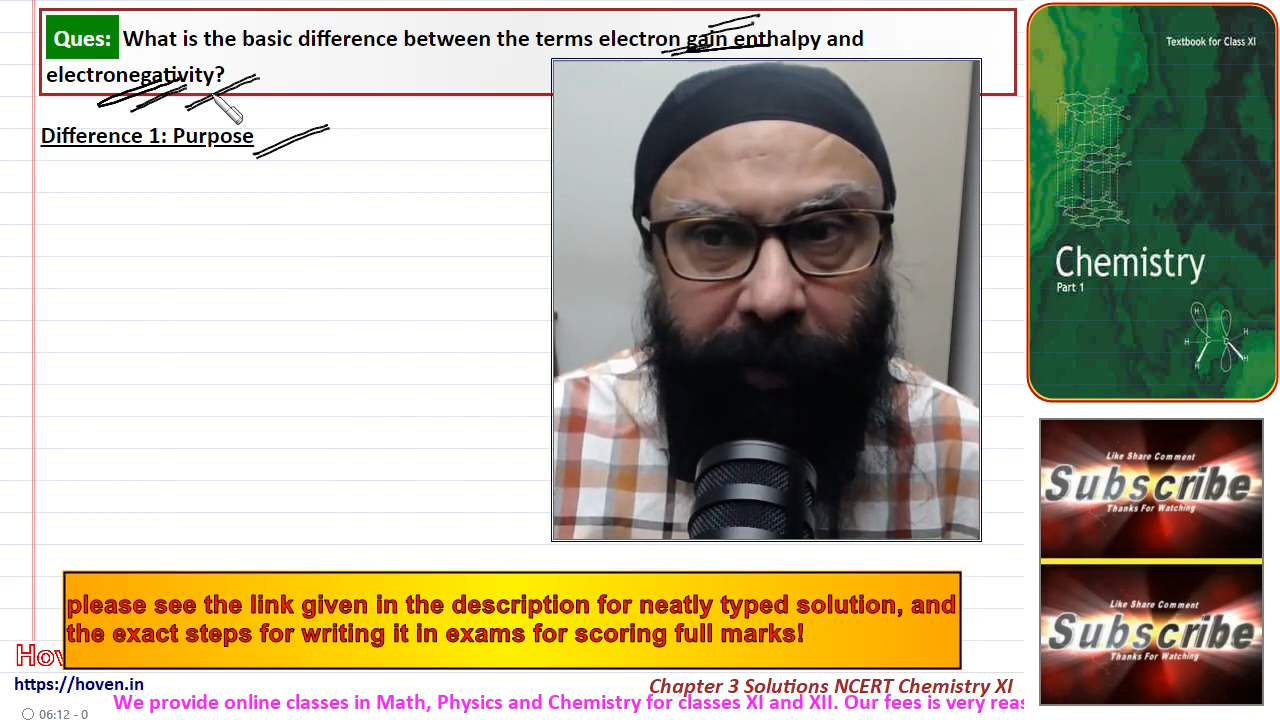 Ques: What is the basic difference between the terms electron gain enthalpy and
electronegativity?
Difference 1: Purpose
Textbook for Class XI
Chemistry
Part 1
H
H
C
C
H
H
H
Like Share Comment
Subscribe
Thanks For Watching
Like Share Comment
Subscribe
Thanks For Watching
please see the link given in the description for neatly typed solution, and
the exact steps for writing it in exams for scoring full marks!
Hov
https://hoven.in
Chapter 3 Solutions NCERT Chemistry XI
We provide online classes in Math, Physics and Chemistry for classes XI and XII. Our fees is very reas
06:12 - 0